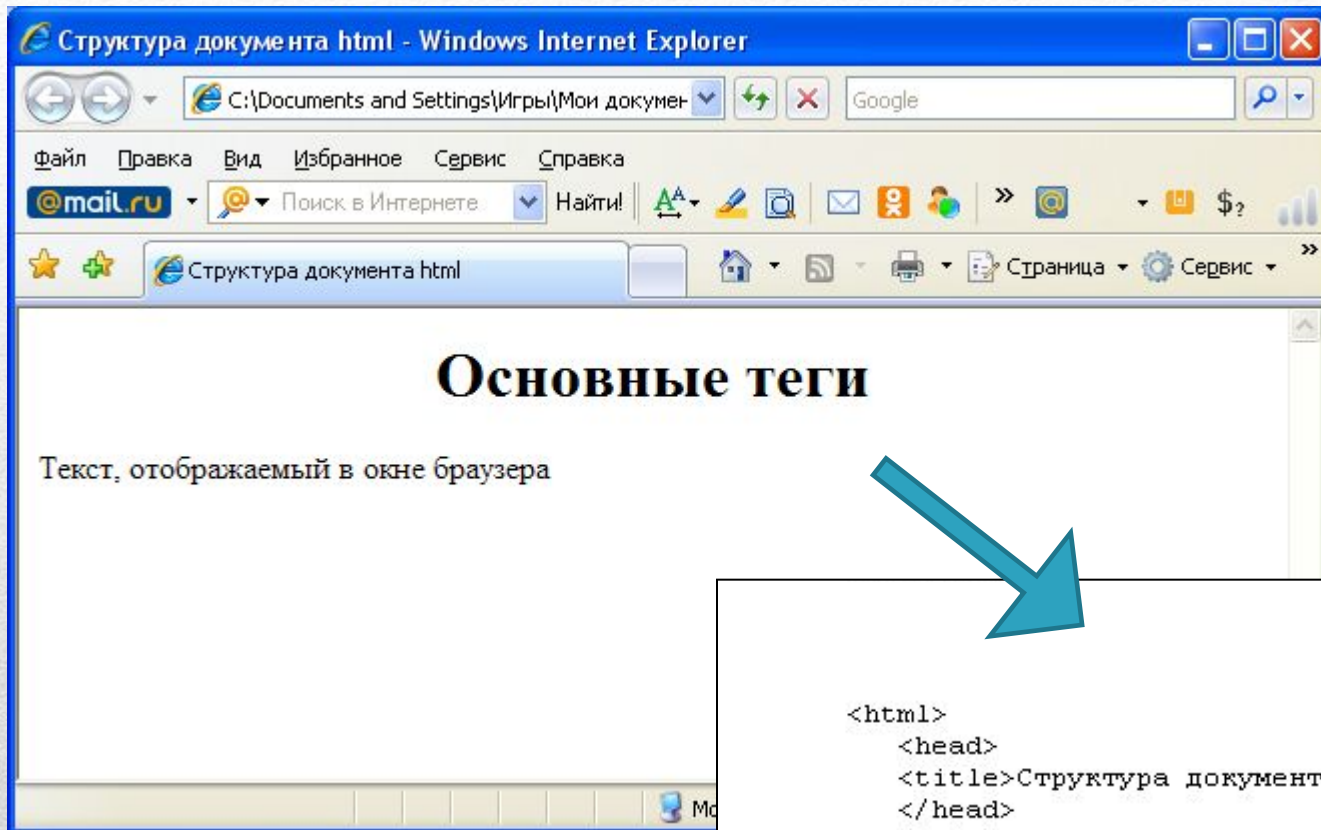 Структура документа html - Windows Internet Explorer
C:\Documents and Settings\Игры\Мои докумен
Google
Файл Правка Вид Избранное Сервис Справка
@mail.ru Поиск в Интернете Найти! »
Структура документа html Страница Сервис »
Основные теги
Текст, отображаемый в окне браузера
<html>
<head>
<title>Структура документ
</head>